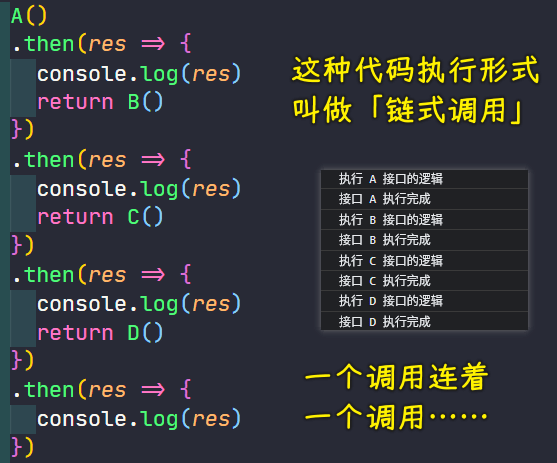 A()
.then(res => {
  console.log(res)
  return B()
})
.then(res => {
  console.log(res)
  return C()
})
.then(res => {
  console.log(res)
  return D()
})
.then(res => {
  console.log(res)
})
这种代码执行形式
叫做「链式调用」
执行 A 接口的逻辑
接口 A 执行完成
执行 B 接口的逻辑
接口 B 执行完成
执行 C 接口的逻辑
接口 C 执行完成
执行 D 接口的逻辑
接口 D 执行完成
一个调用连着
一个调用……